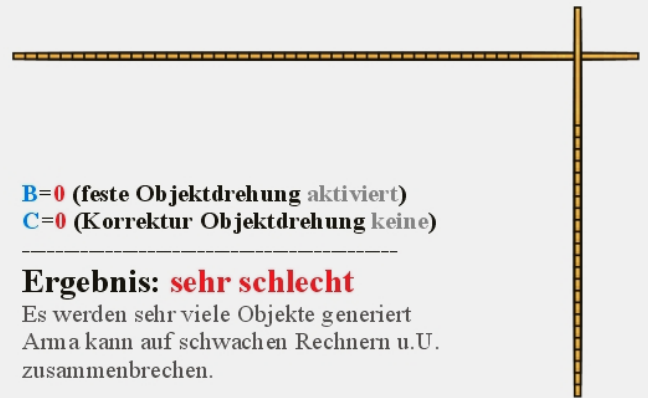 B=0 (feste Objektdrehung aktiviert)
C=0 (Korrektur Objektdrehung keine)
Ergebnis: sehr schlecht
Es werden sehr viele Objekte generiert
Arma kann auf schwachen Rechnern u.U.
zusammenbrechen.